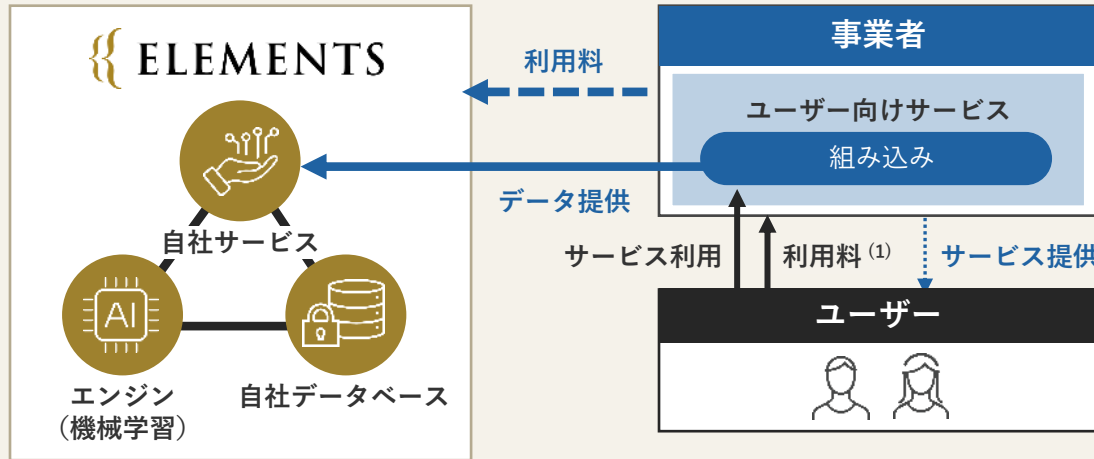 ELEMENTS
自社サービス
AI
エンジン
（機械学習）
自社データベース
利用料
データ提供
事業者
ユーザー向けサービス
組み込み
サービス利用
利用料 (1)
サービス提供
ユーザー